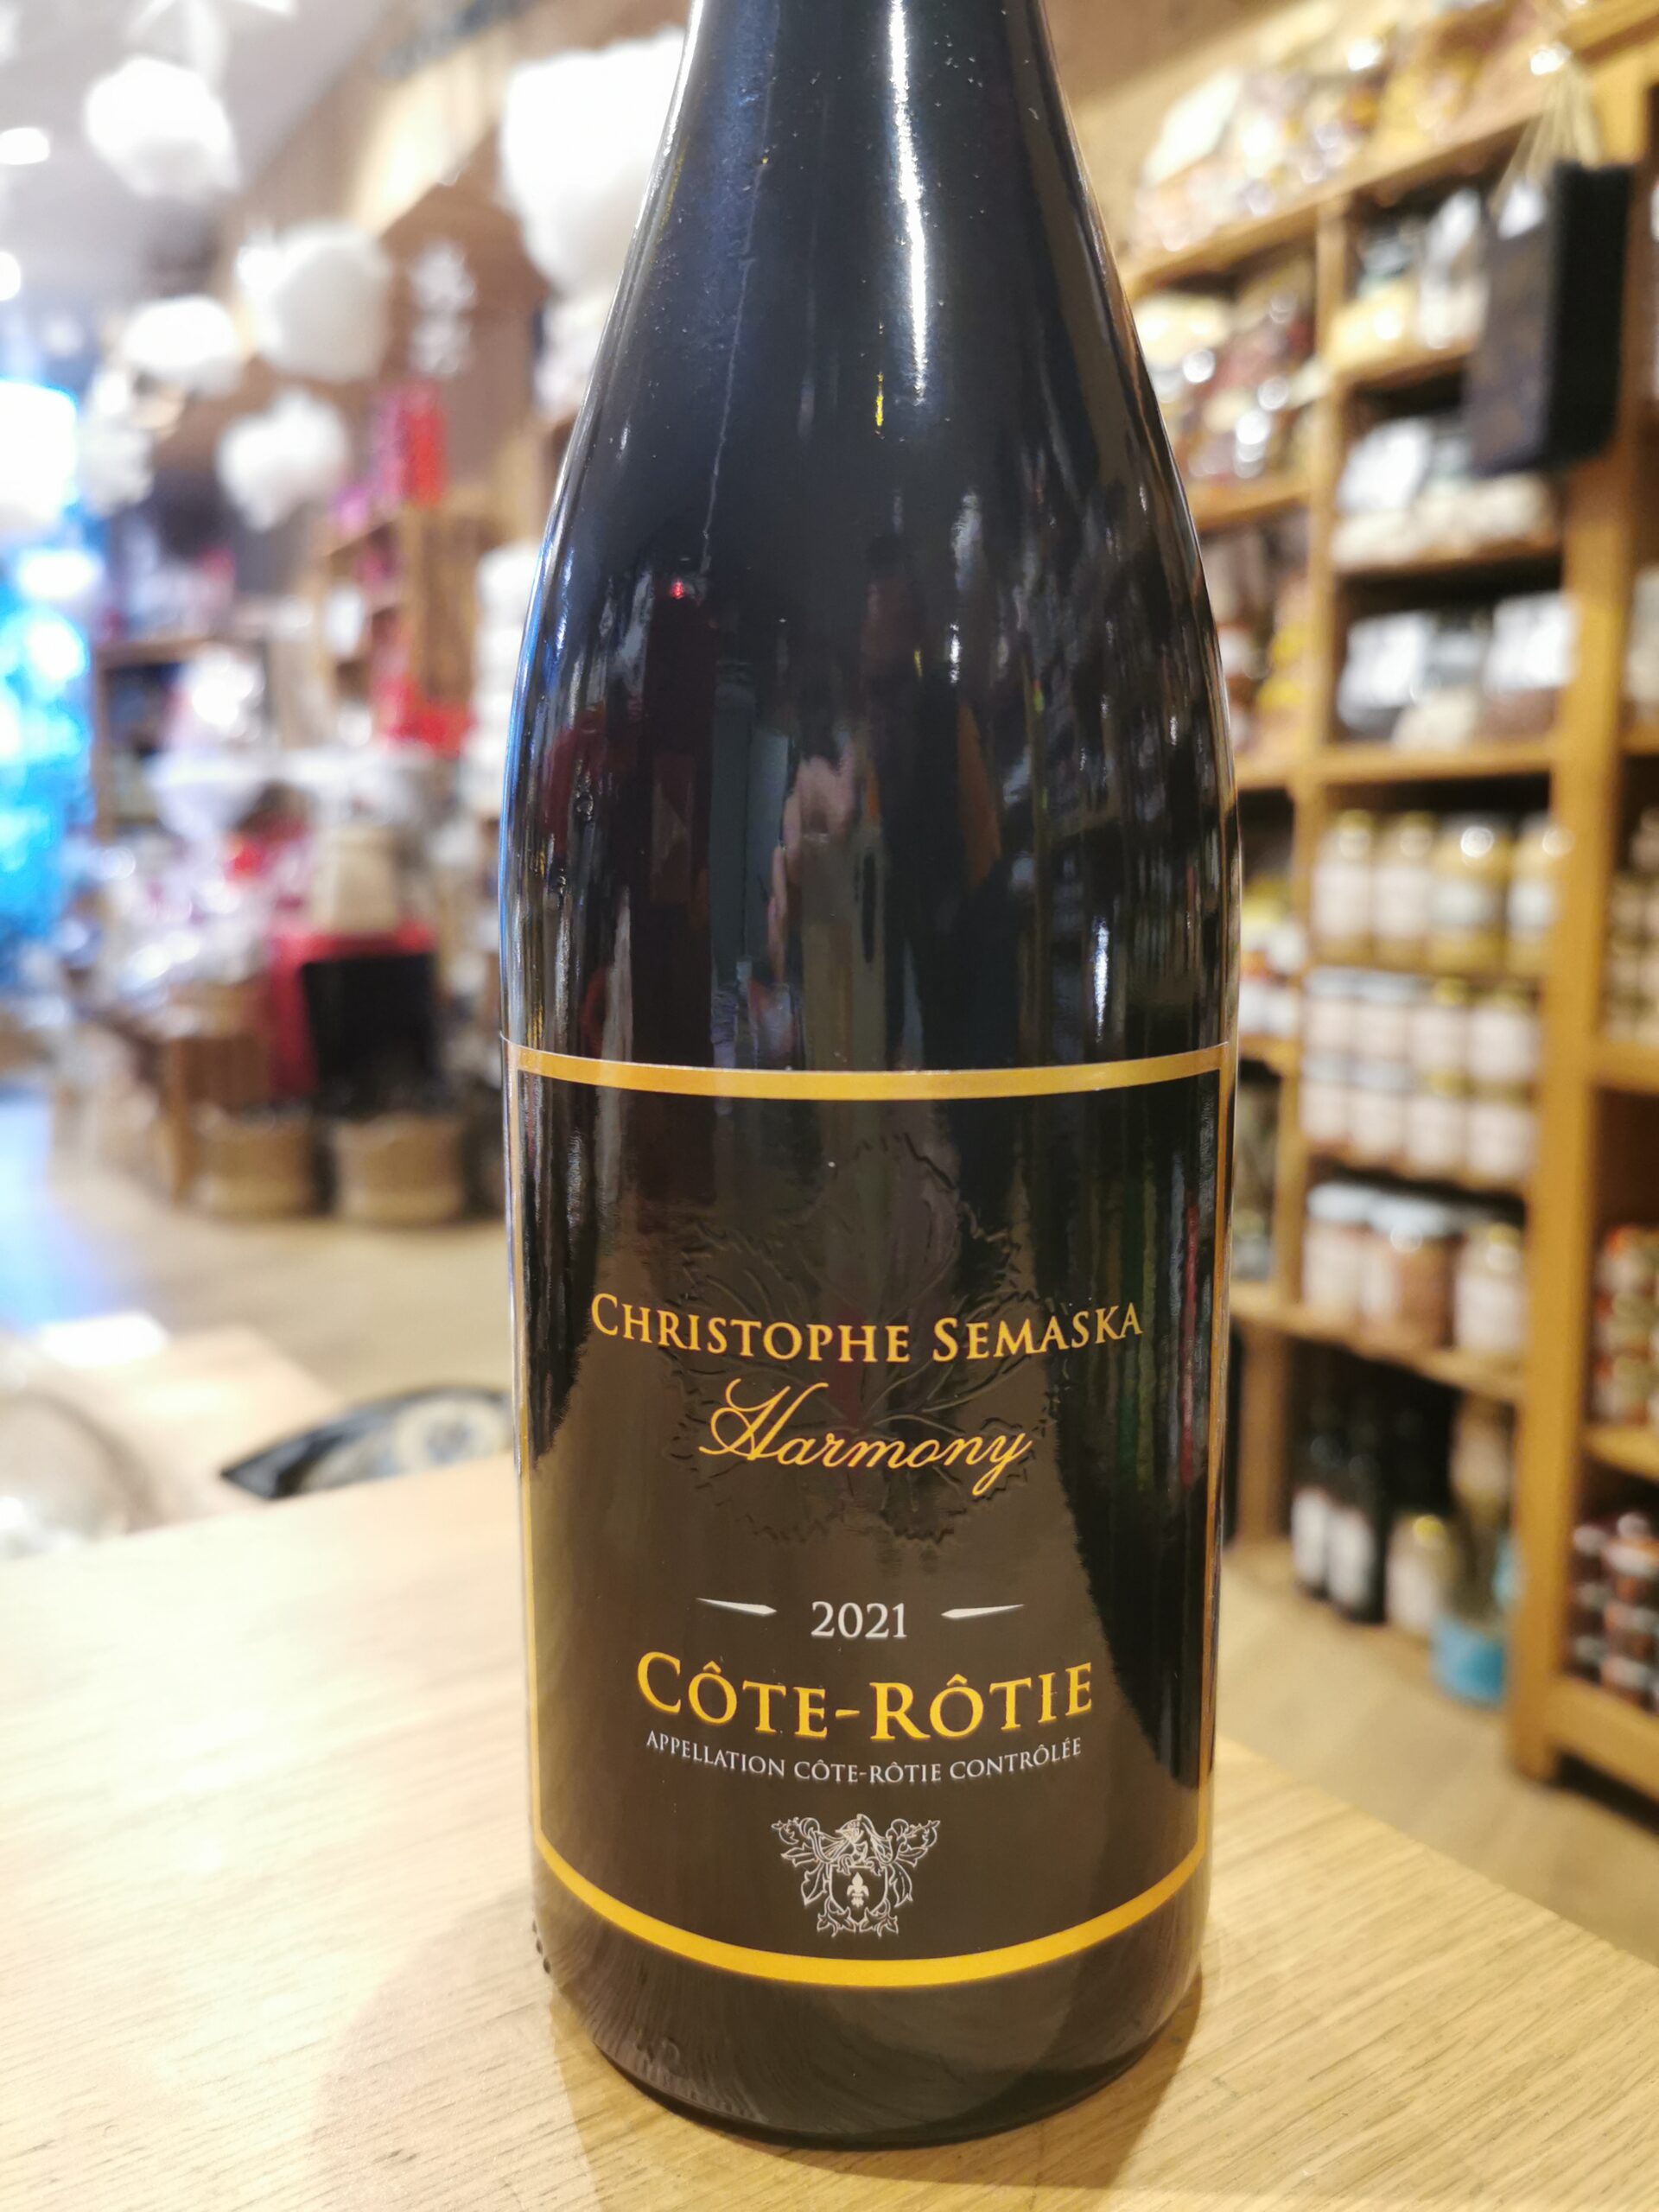 CHRISTOPHE SEMASKA
Harmony
2021
CÔTE-RÔTIE
APPELLATION CÔTE-RÔTIE CONTRÔLÉE